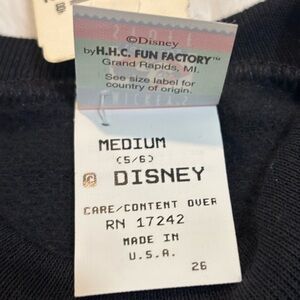 ©Disney
by H.H.C. FUN FACTORY™
Grand Rapids, MI.
See size label for
country of origin.
MEDIUM
(5/6)
DISNEY
CARE/CONTENT OVER
RN 17242
MADE IN
U.S.A.
26